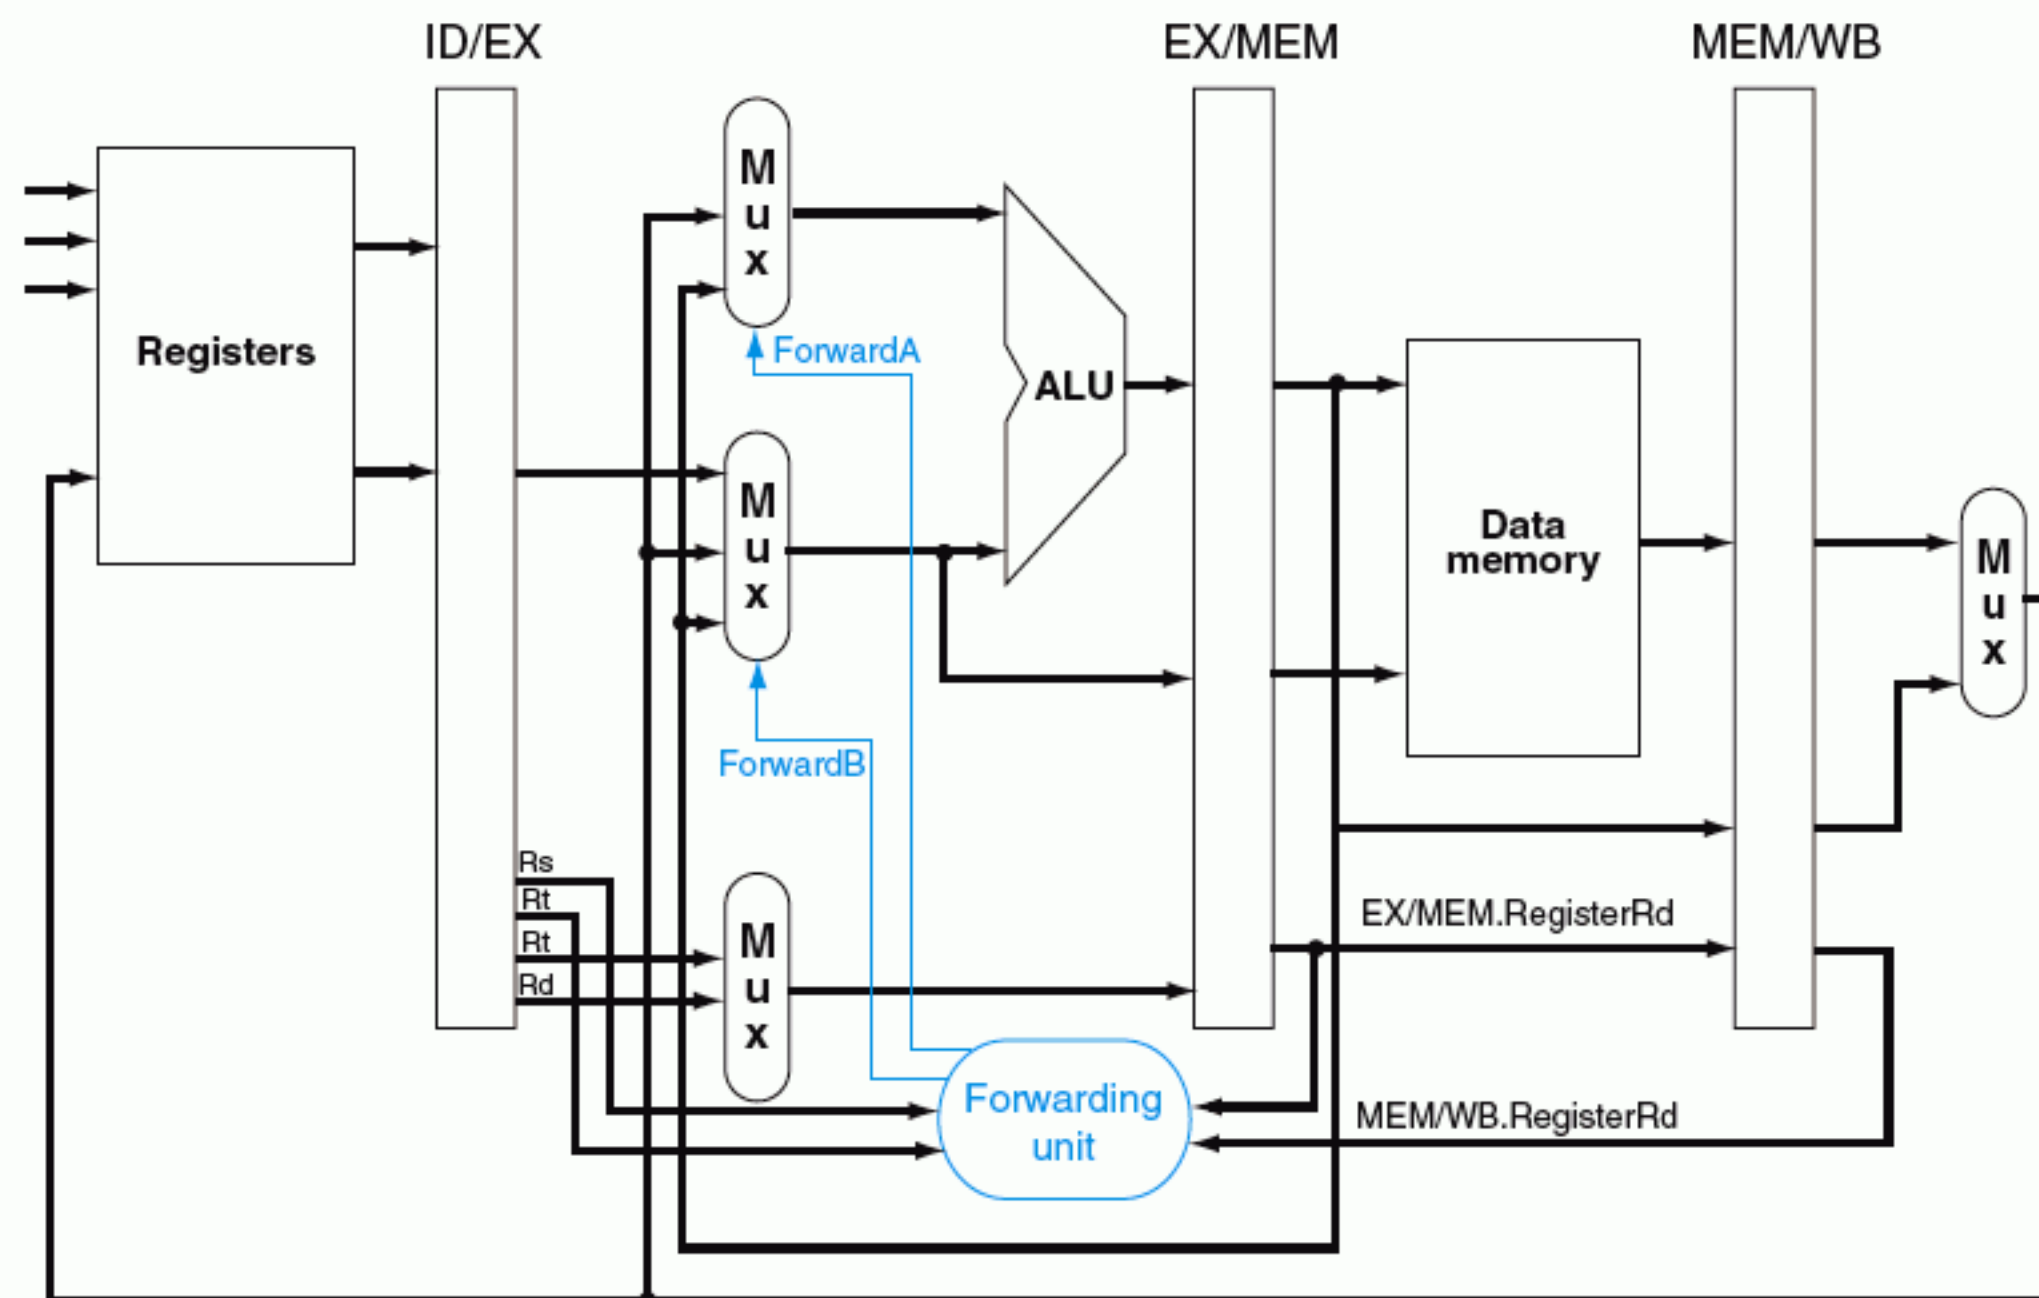 ID/EX
EX/MEM
MEM/WB
M
u
x
Registers
ForwardA
ALU
M
u
x
Data
memory
M
u
x
ForwardB
Rs
Rt
Rt
Rd
M
u
x
EX/MEM.RegisterRd
Forwarding
unit
MEM/WB.RegisterRd